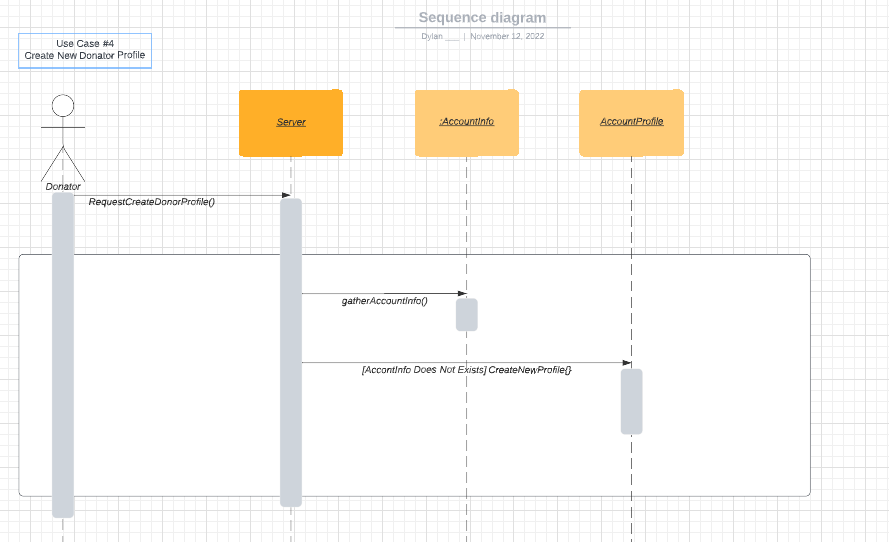 Sequence diagram
Dylan ___ | November 12, 2022
Use Case #4
Create New Donator Profile
Server
:AccountInfo
AccountProfile
Donator
RequestCreateDonorProfile()
gatherAccountInfo()
[AccontInfo Does Not Exists] CreateNewProfile{}